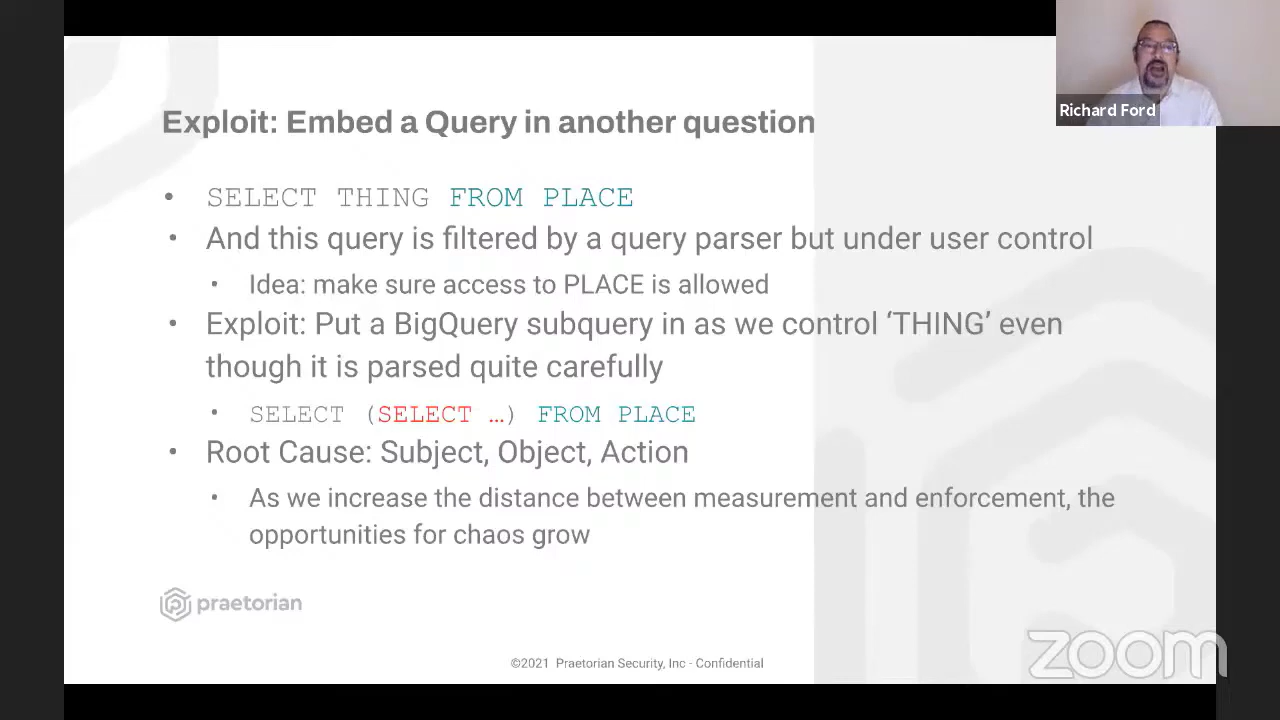 Richard Ford
Exploit: Embed a Query in another question
• SELECT THING FROM PLACE
• And this query is filtered by a query parser but under user control
• Idea: make sure access to PLACE is allowed
• Exploit: Put a BigQuery subquery in as we control ‘THING’ even
though it is parsed quite carefully
• SELECT (SELECT …) FROM PLACE
• Root Cause: Subject, Object, Action
• As we increase the distance between measurement and enforcement, the
opportunities for chaos grow
praetorian
©2021 Praetorian Security, Inc - Confidential
zoom